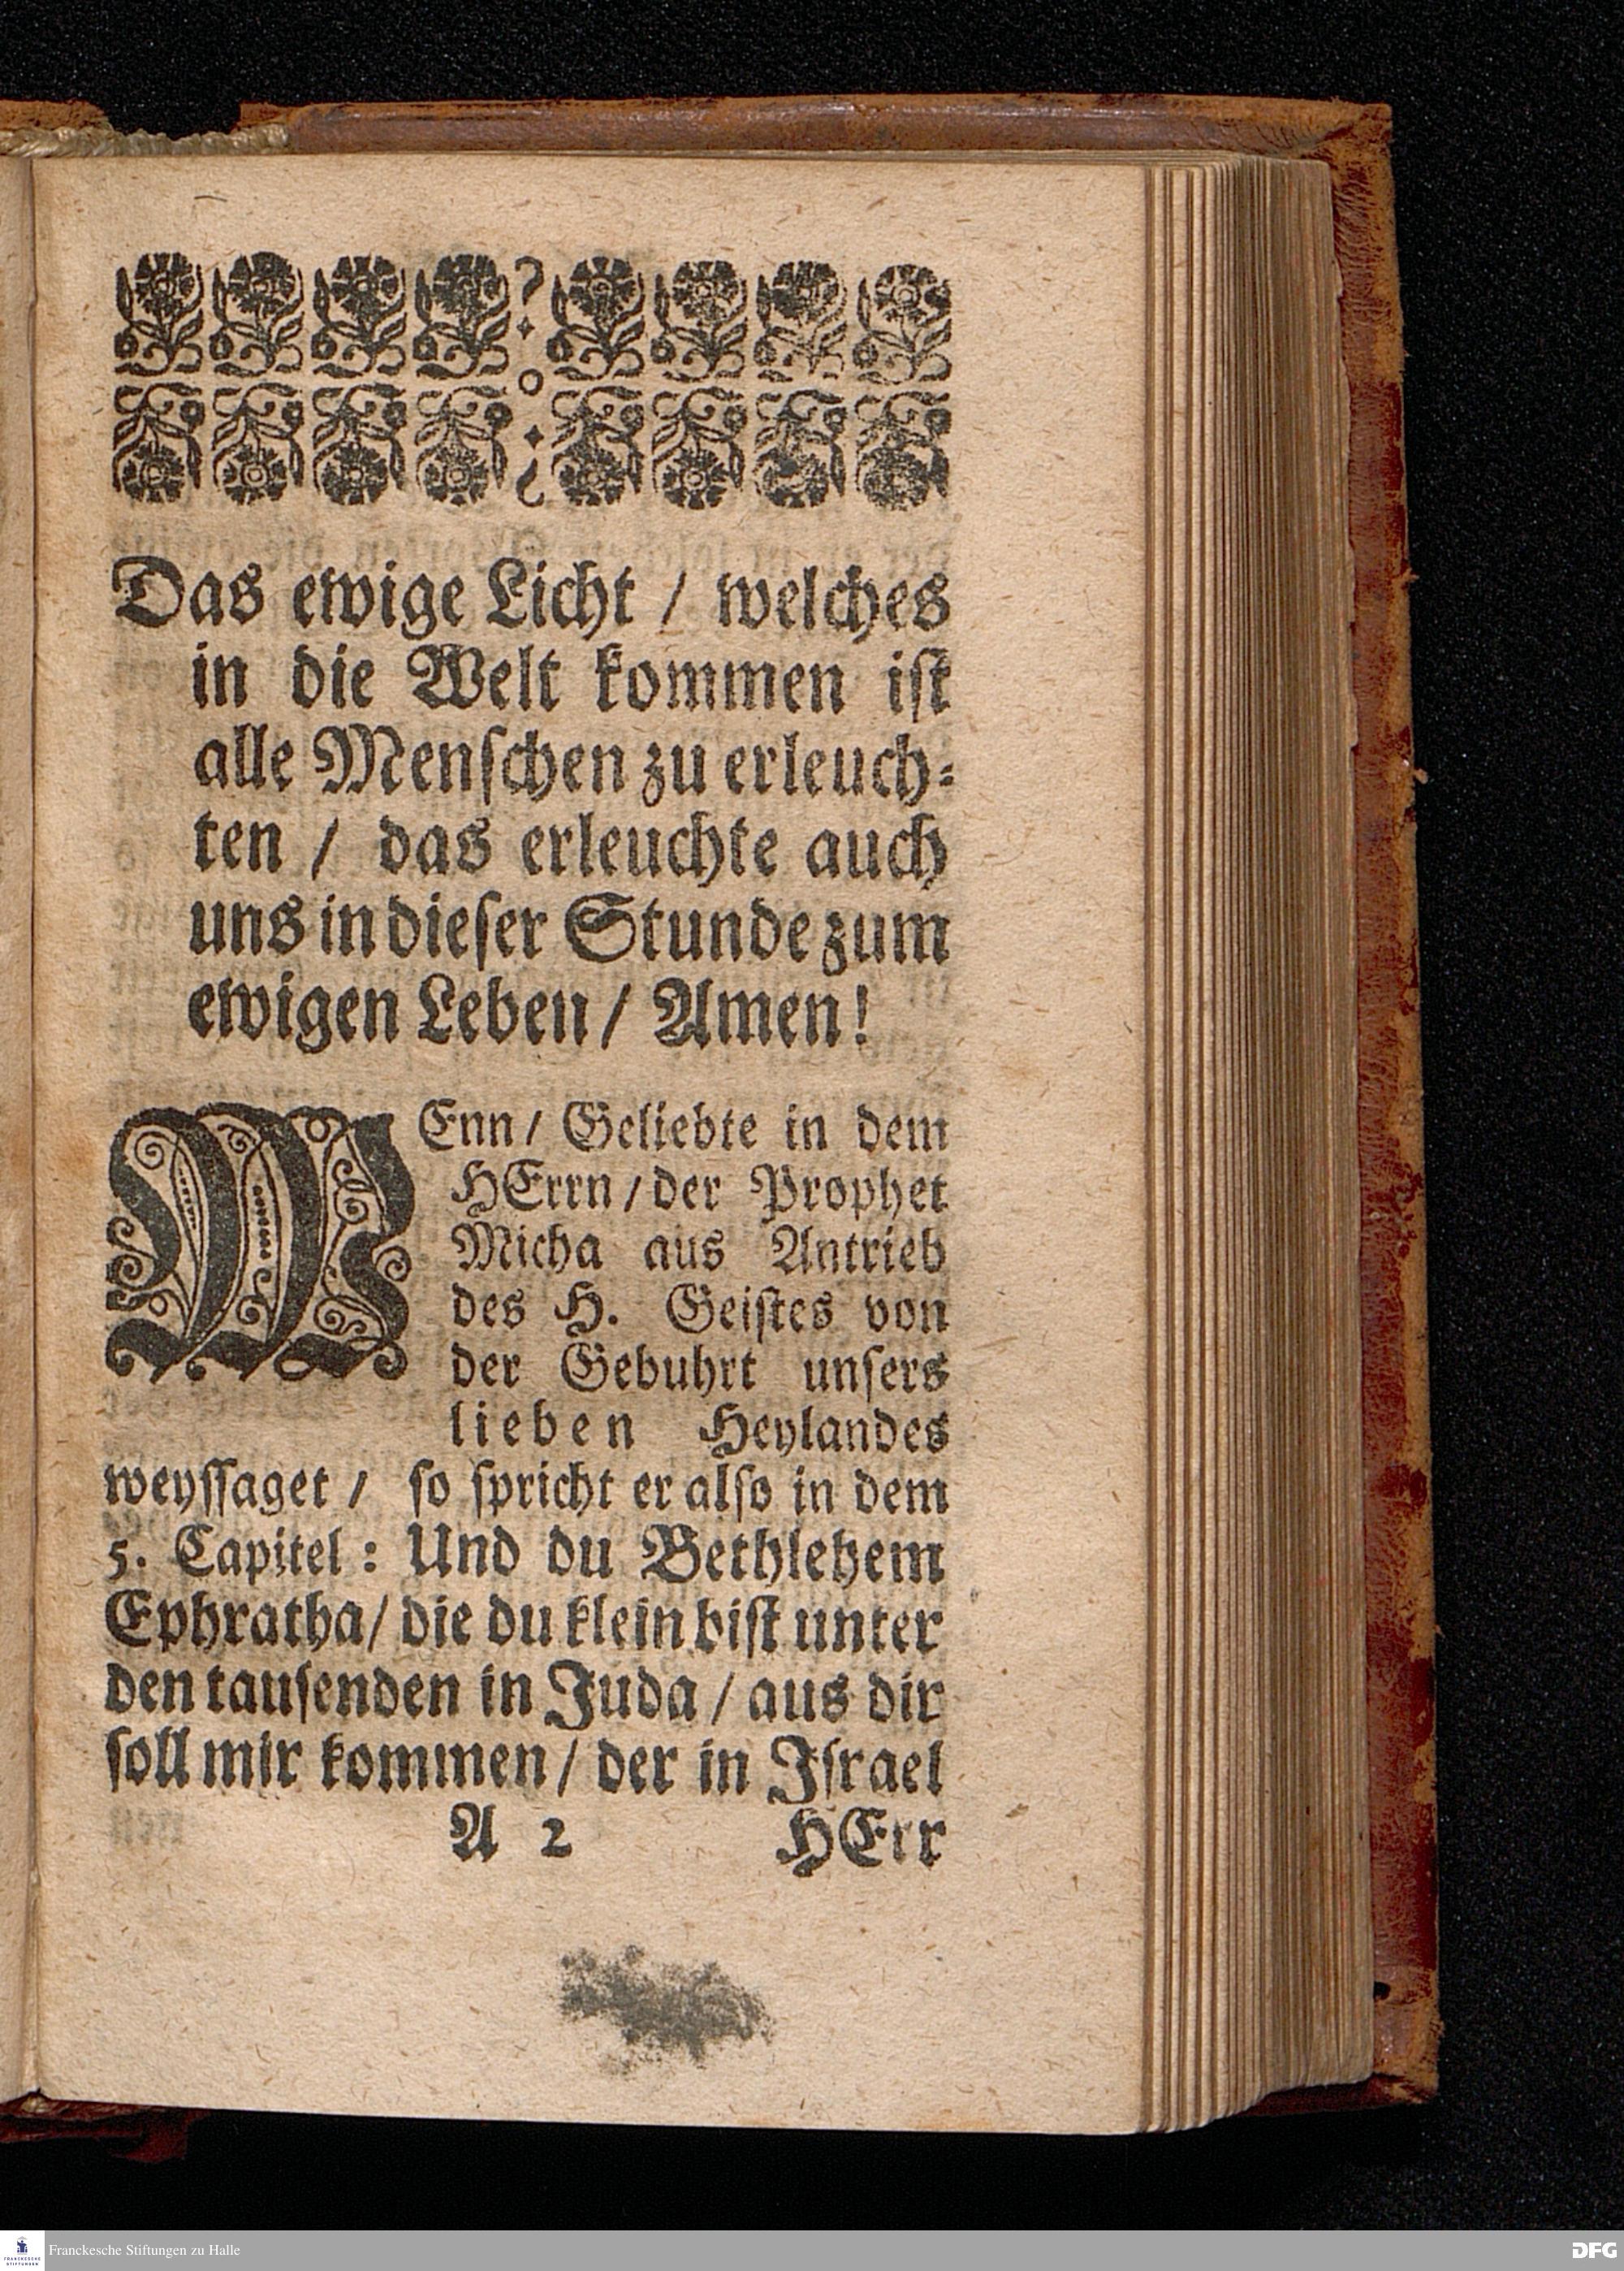 Das ewige Licht / welches
in die Welt kommen ist
alle Menschen zu erleuch-
ten / das erleuchte auch
uns in dieser Stunde zum
ewigen Leben / Amen!
WEnn / Geliebte in dem
HErrn / der Prophet
Micha aus Antrieb
des H. Geistes von
der Gebuhrt unsers
lieben Heylandes
weyssaget / so spricht er also in dem
5. Capitel: Und du Bethlehem
Ephratha / die du klein bist unter
den tausenden in Juda / aus dir
soll mir kommen / der in Israel
A 2 HErr
FRANCKESCHE STIFTUNGEN
Franckesche Stiftungen zu Halle
DFG